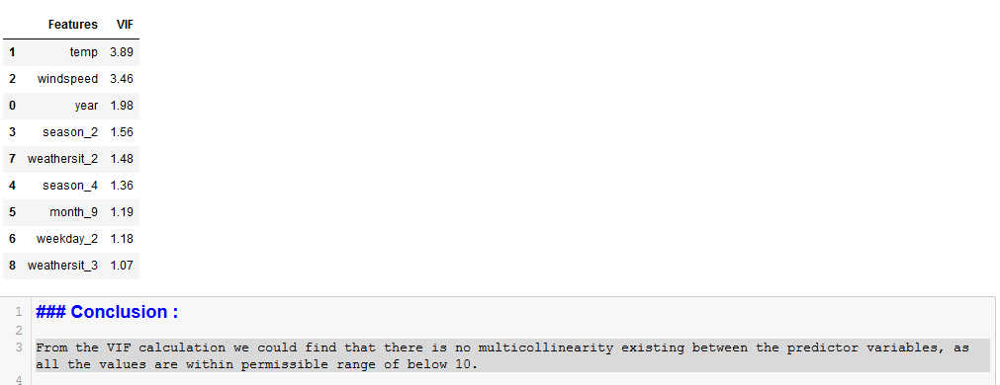 Features VIF
1 temp 3.89
2 windspeed 3.46
0 year 1.98
3 season_2 1.56
7 weathersit_2 1.48
4 season_4 1.36
5 month_9 1.19
6 weekday_2 1.18
8 weathersit_3 1.07
1 ### Conclusion :
2
3 From the VIF calculation we could find that there is no multicollinearity existing between the predictor variables, as
all the values are within permissible range of below 10.
4